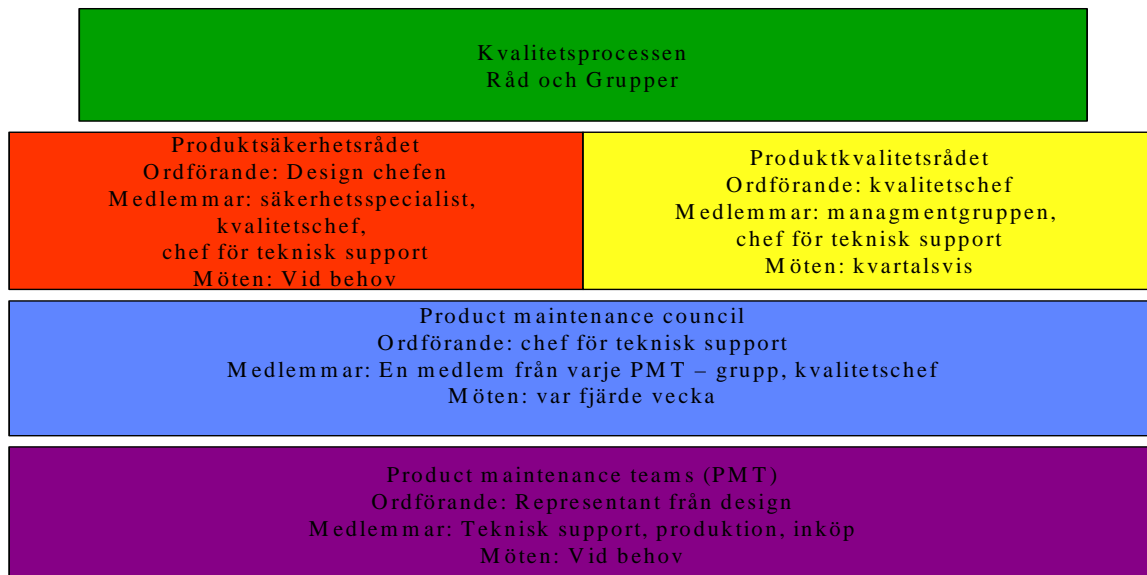 Kvalitetsprocessen
Råd och Grupper
Produktsäkerhetsrådet
Ordförande: Design chefen
Medlemmar: säkerhetsspecialist,
kvalitetschef,
chef för teknisk support
Möten: Vid behov
Produktkvalitetsrådet
Ordförande: kvalitetschef
Medlemmar: managmentgruppen,
chef för teknisk support
Möten: kvartalsvis
Product maintenance council
Ordförande: chef för teknisk support
Medlemmar: En medlem från varje PMT – grupp, kvalitetschef
Möten: var fjärde vecka
Product maintenance teams (PMT)
Ordförande: Representant från design
Medlemmar: Teknisk support, produktion, inköp
Möten: Vid behov